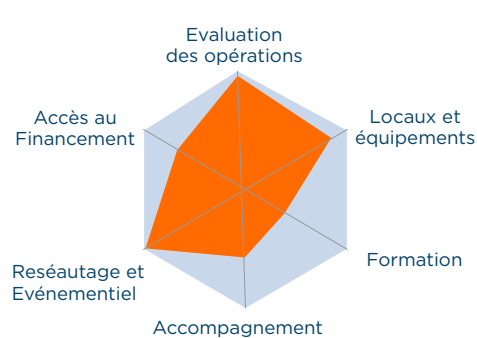 Evaluation
des opérations
Accès au
Financement
Locaux et
équipements
Formation
Reséautage et
Evénementiel
Accompagnement